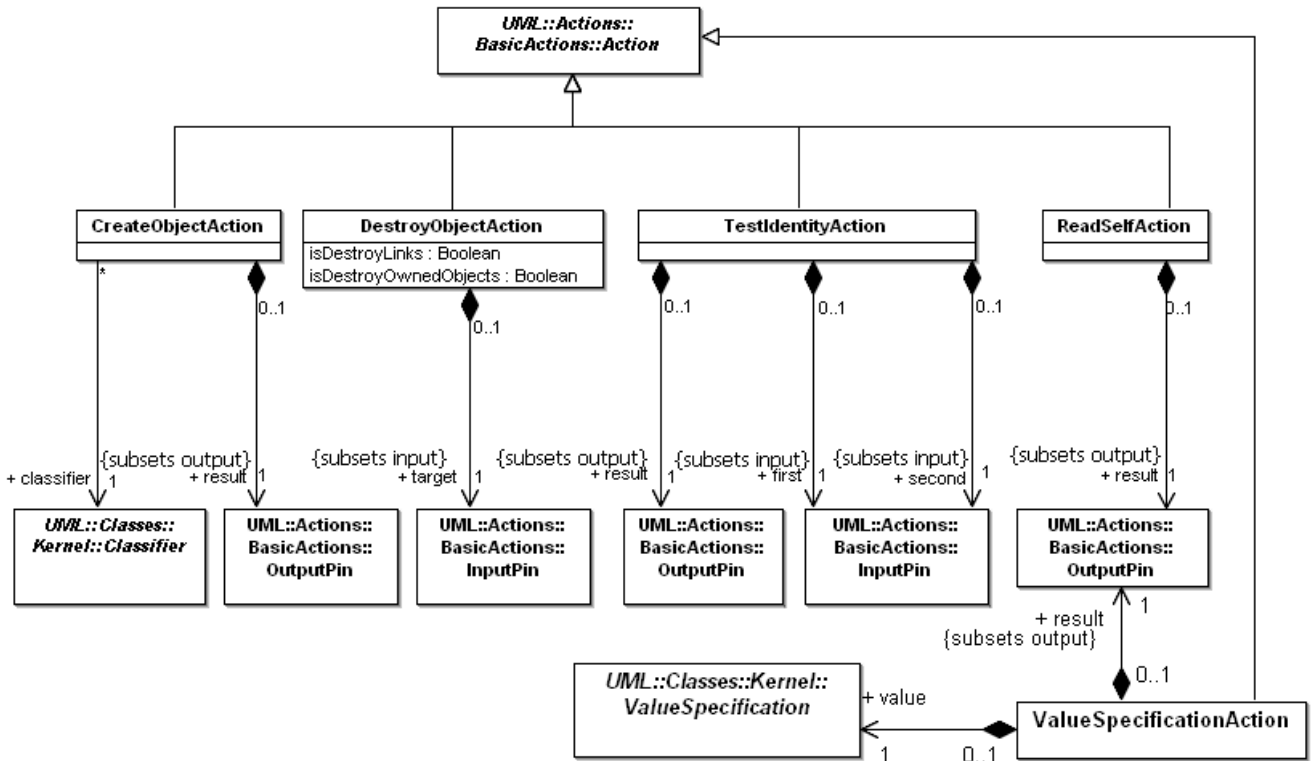 UML::Actions::
BasicActions::Action
CreateObjectAction
DestroyObjectAction
isDestroyLinks : Boolean
isDestroyOwnedObjects : Boolean
TestIdentityAction
ReadSelfAction
*
0..1
0..1
0..1
0..1
0..1
0..1
+ classifier
1
{subsets output}
+ result
1
{subsets input}
+ target
1
{subsets output}
+ result
1
{subsets input}
+ first
1
{subsets input}
+ second
1
{subsets output}
+ result
1
UML::Classes::
Kernel::Classifier
UML::Actions::
BasicActions::
OutputPin
UML::Actions::
BasicActions::
InputPin
UML::Actions::
BasicActions::
OutputPin
UML::Actions::
BasicActions::
InputPin
UML::Actions::
BasicActions::
OutputPin
+ result
1
{subsets output}
0..1
UML::Classes::Kernel::
ValueSpecification
+ value
1
0..1
ValueSpecificationAction